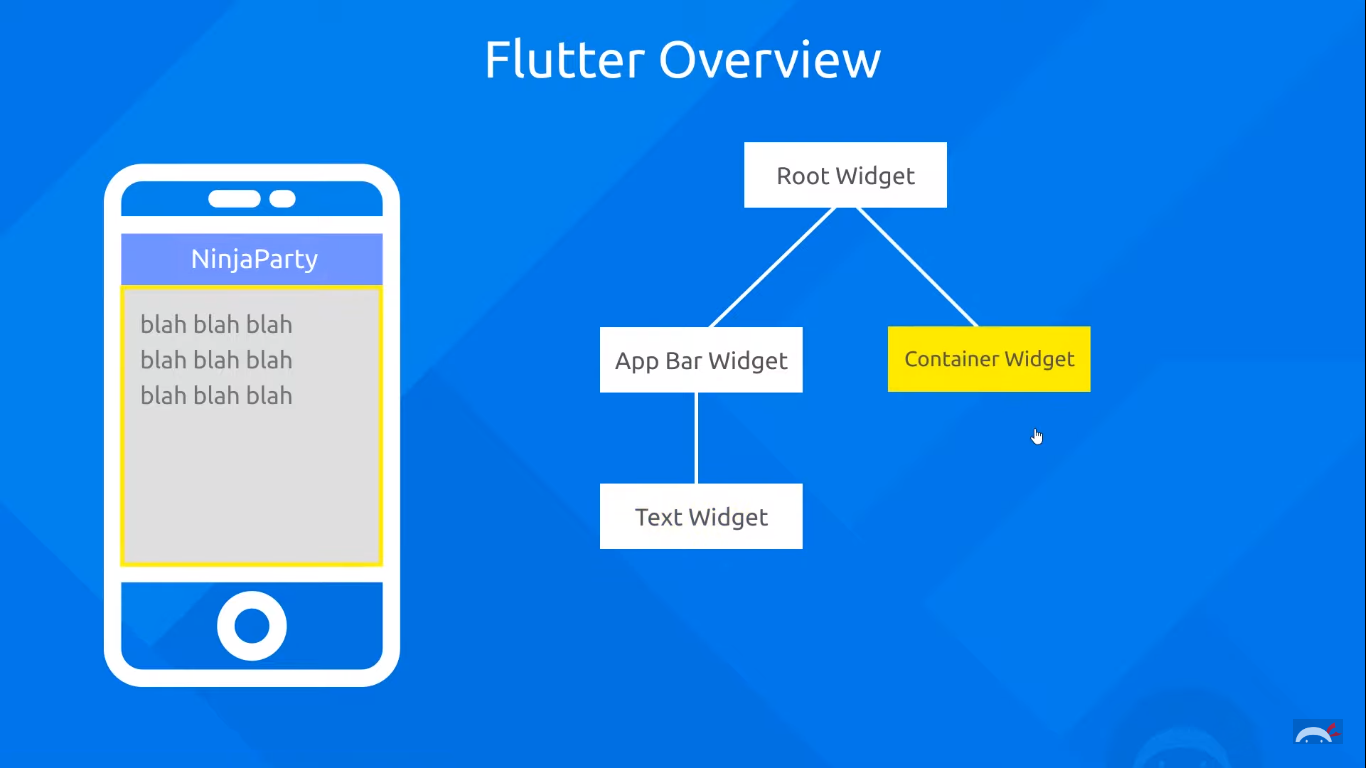 Flutter Overview
NinjaParty
blah blah blah
blah blah blah
blah blah blah
Root Widget
App Bar Widget
Container Widget
Text Widget